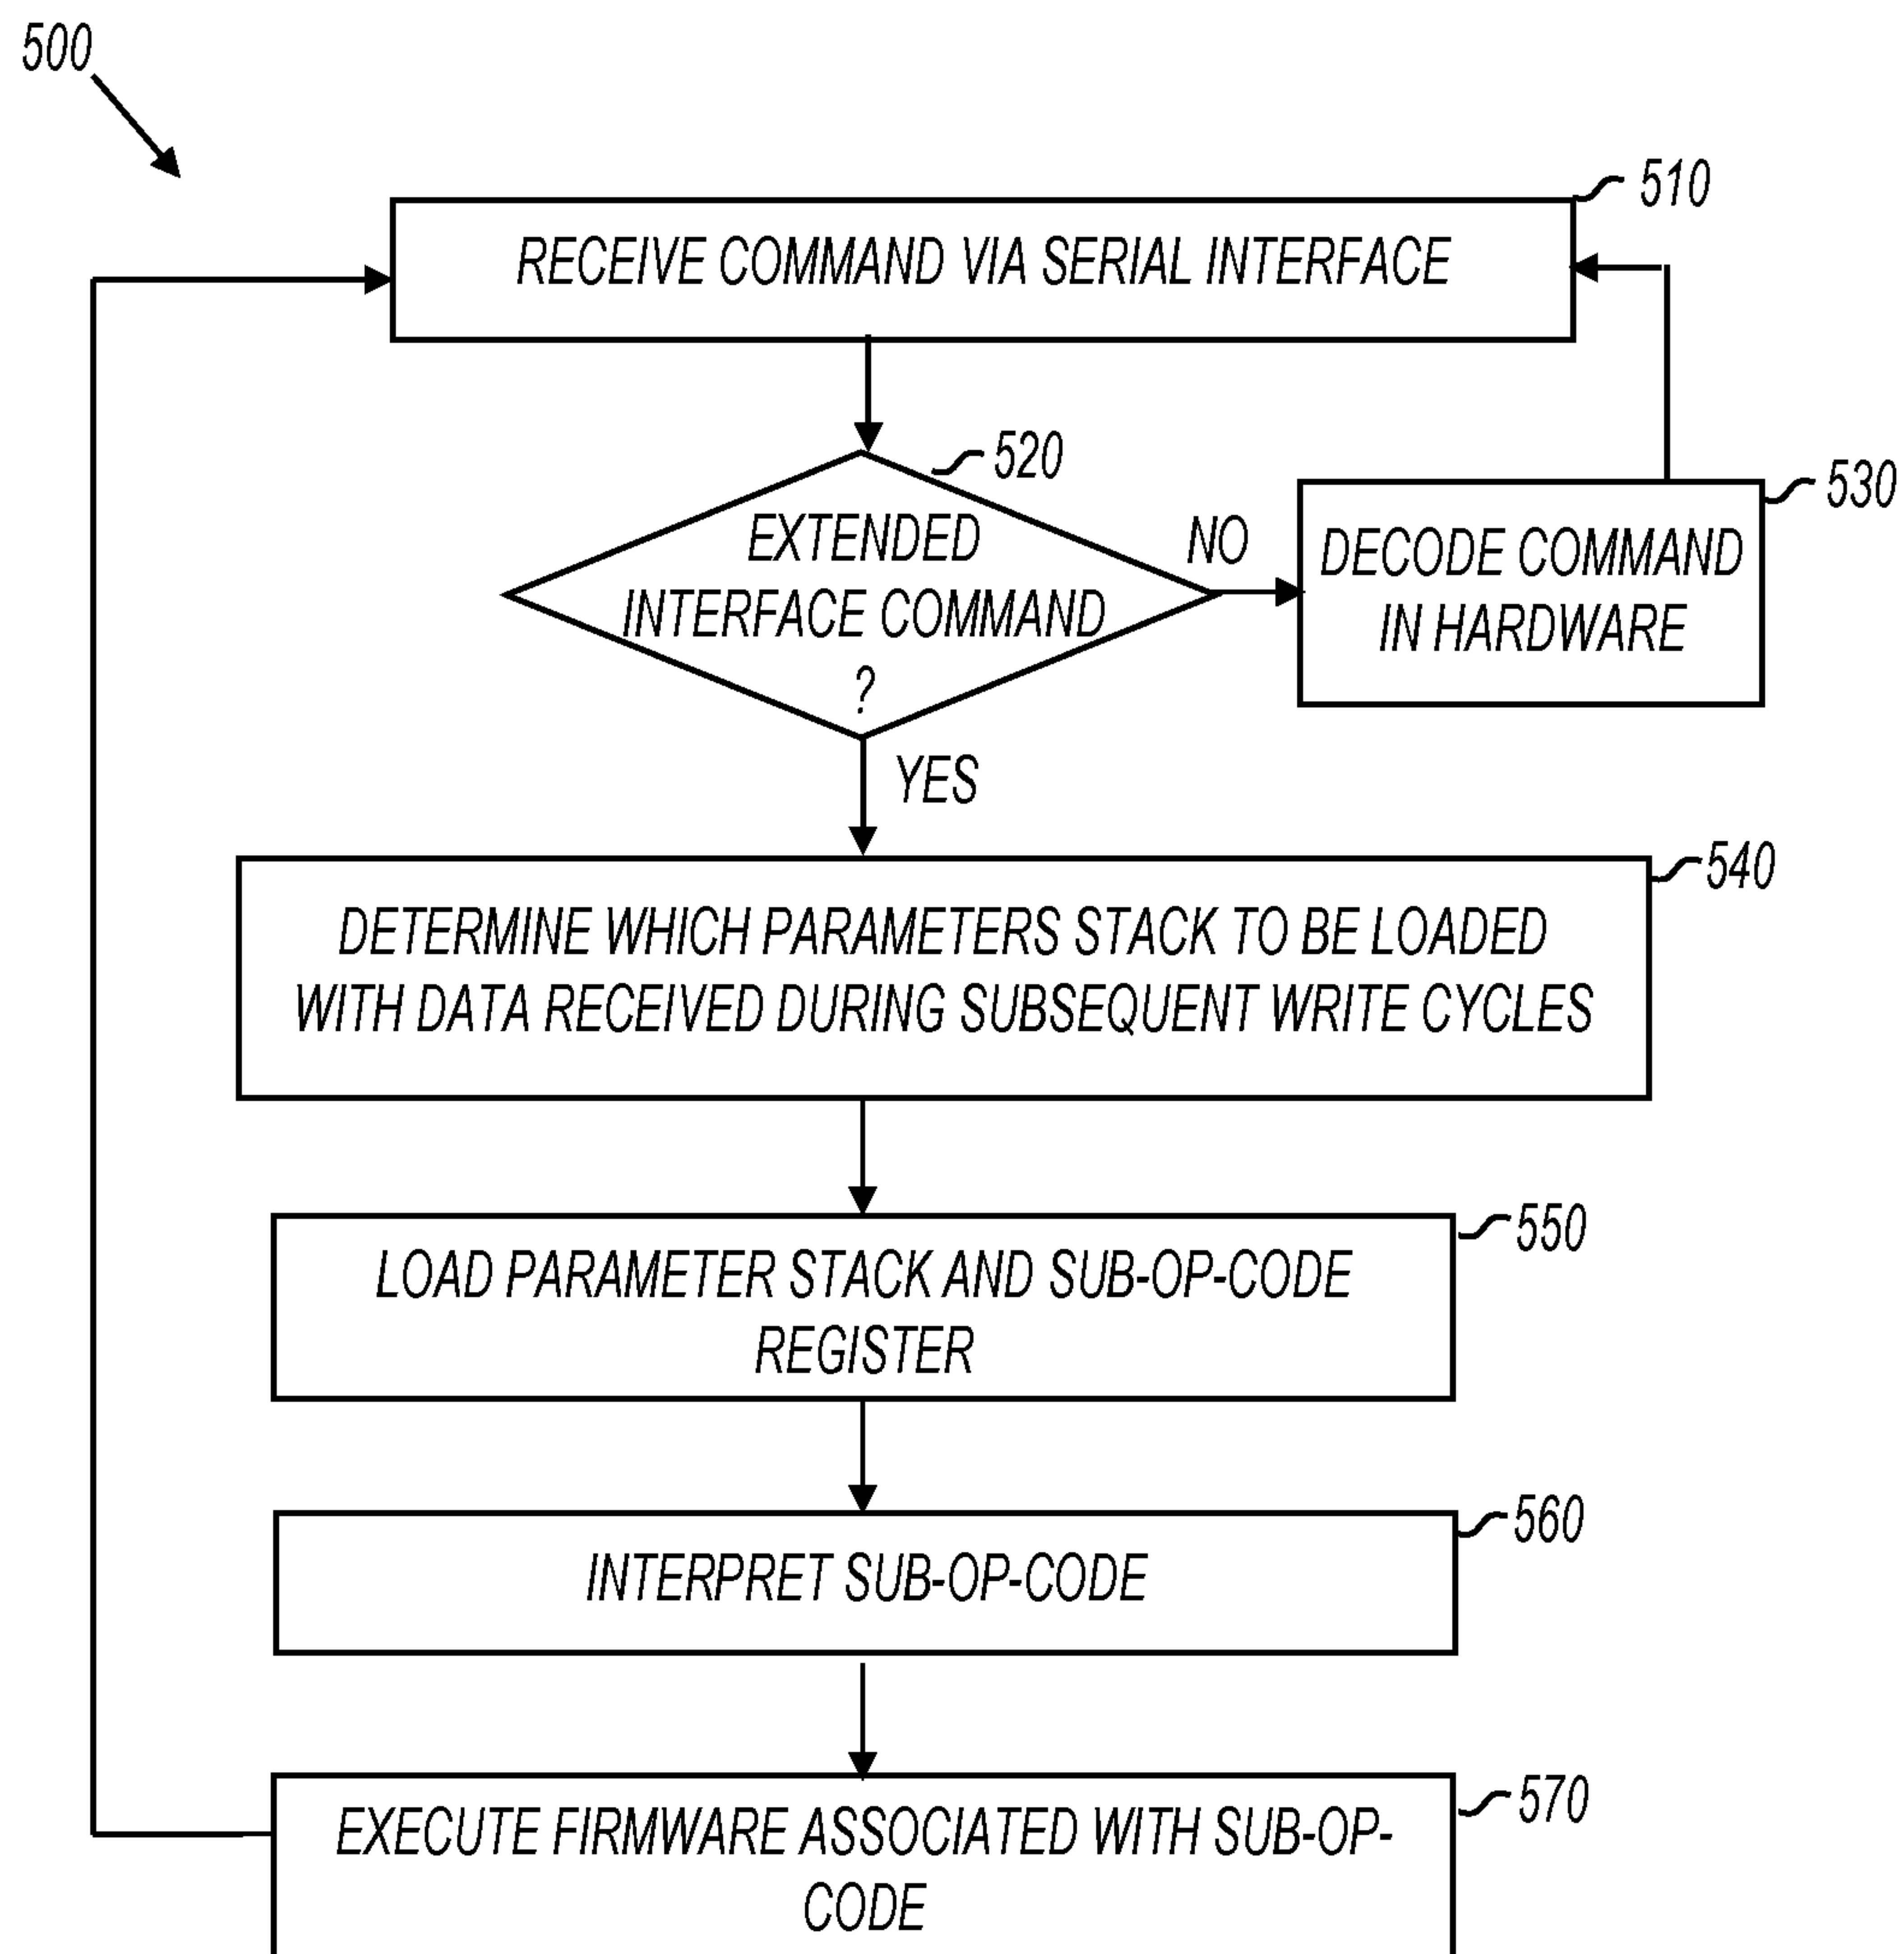 500
510
RECEIVE COMMAND VIA SERIAL INTERFACE
520
EXTENDED
INTERFACE COMMAND
?
NO
530
DECODE COMMAND
IN HARDWARE
YES
540
DETERMINE WHICH PARAMETERS STACK TO BE LOADED
WITH DATA RECEIVED DURING SUBSEQUENT WRITE CYCLES
550
LOAD PARAMETER STACK AND SUB-OP-CODE
REGISTER
560
INTERPRET SUB-OP-CODE
570
EXECUTE FIRMWARE ASSOCIATED WITH SUB-OP-
CODE